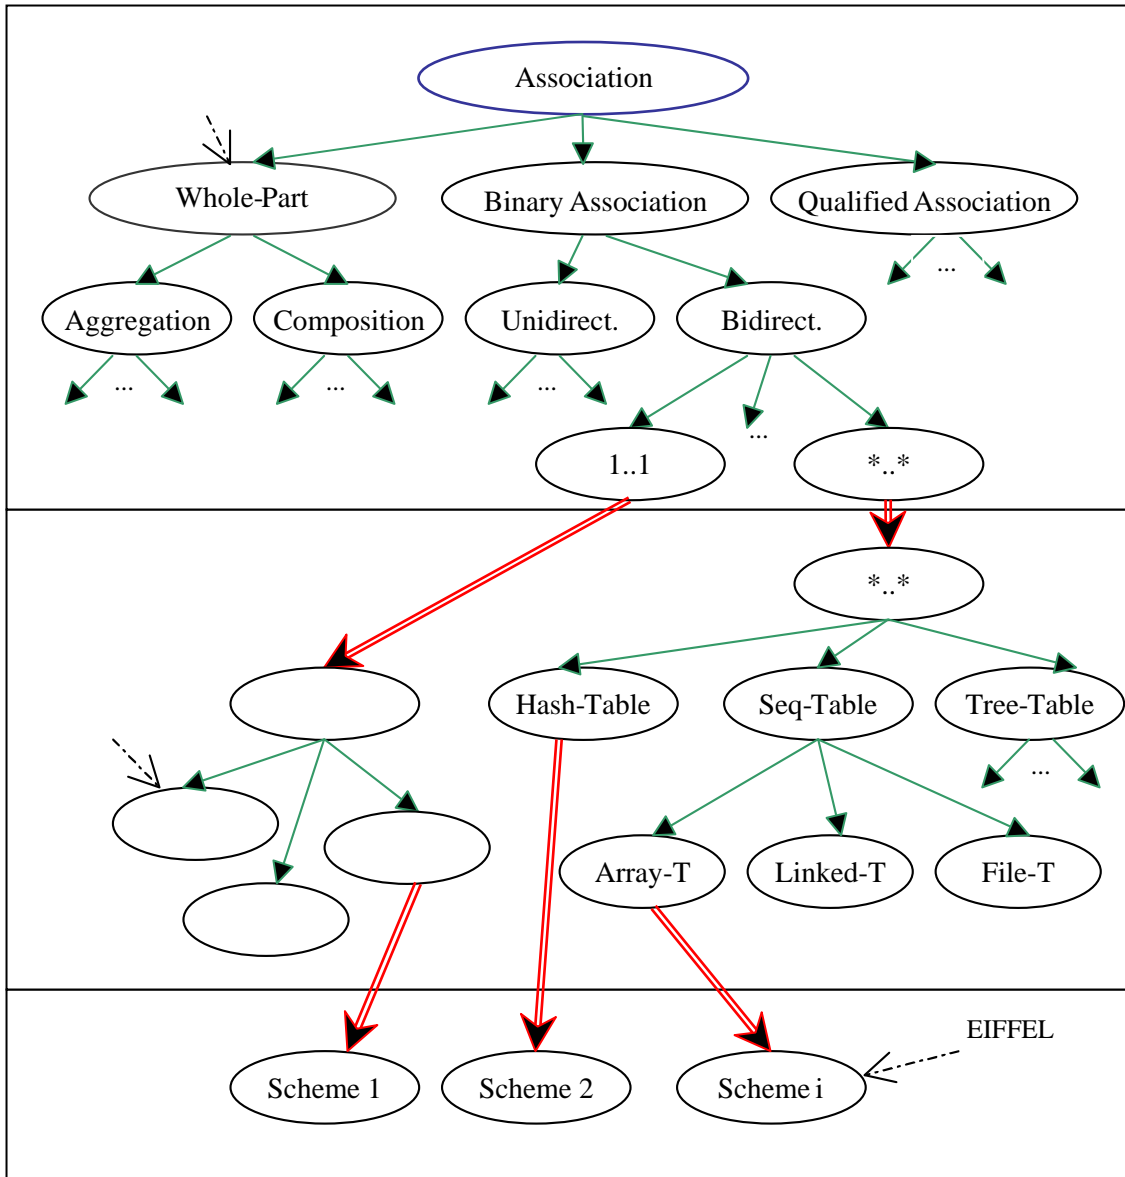 Association
Whole-Part
Binary Association
Qualified Association
...
Aggregation
Composition
Unidirect.
Bidirect.
...
...
...
...
1..1
*..*
*..*
Hash-Table
Seq-Table
Tree-Table
...
Array-T
Linked-T
File-T
EIFFEL
Scheme 1
Scheme 2
Scheme i